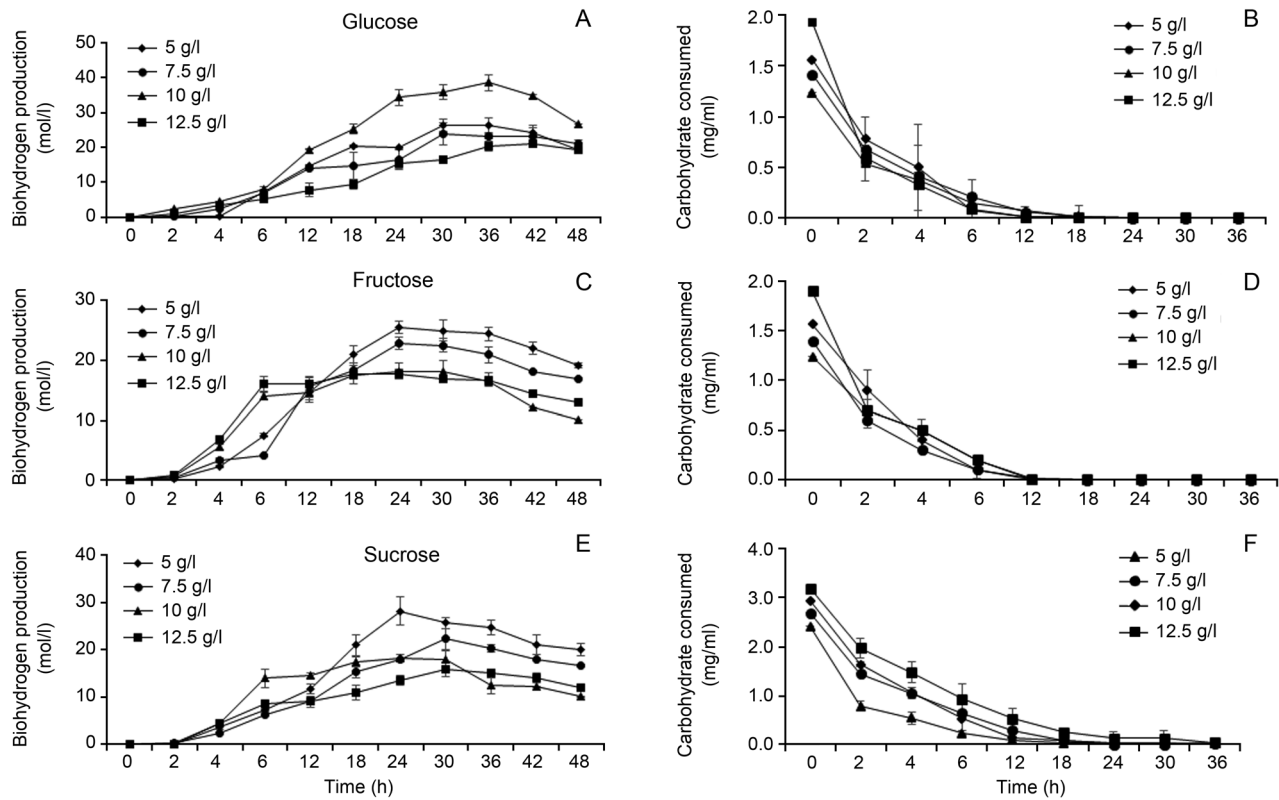 Glucose
A
Biohydrogen production
(mol/l)
50
40
30
20
10
0
5 g/l
7.5 g/l
10 g/l
12.5 g/l
0 2 4 6 12 18 24 30 36 42 48
B
Carbohydrate consumed
(mg/ml)
2.0
1.5
1.0
0.5
0.0
5 g/l
7.5 g/l
10 g/l
12.5 g/l
0 2 4 6 12 18 24 30 36
Fructose
C
Biohydrogen production
(mol/l)
30
20
10
0
5 g/l
7.5 g/l
10 g/l
12.5 g/l
0 2 4 6 12 18 24 30 36 42 48
D
Carbohydrate consumed
(mg/ml)
2.0
1.5
1.0
0.5
0.0
5 g/l
7.5 g/l
10 g/l
12.5 g/l
0 2 4 6 12 18 24 30 36
Sucrose
E
Biohydrogen production
(mol/l)
40
30
20
10
0
5 g/l
7.5 g/l
10 g/l
12.5 g/l
0 2 4 6 12 18 24 30 36 42 48
Time (h)
F
Carbohydrate consumed
(mg/ml)
4.0
3.0
2.0
1.0
0.0
5 g/l
7.5 g/l
10 g/l
12.5 g/l
0 2 4 6 12 18 24 30 36
Time (h)